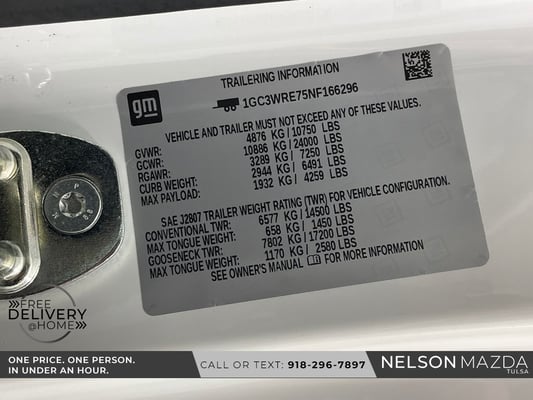 TRAILERING INFORMATION
gm
1GC3WRE75NF166296
VEHICLE AND TRAILER MUST NOT EXCEED ANY OF THESE VALUES.
GVWR: 4876 KG/10750 LBS
GCWR: 10886 KG/24000 LBS
RGAWR: 3289 KG/ 7250 LBS
CURB WEIGHT: 2944 KG/ 6491 LBS
MAX PAYLOAD: 1932 KG/ 4259 LBS
SAE J2807 TRAILER WEIGHT RATING (TWR) FOR VEHICLE CONFIGURATION.
CONVENTIONAL TWR: 6577 KG/14500 LBS
MAX TONGUE WEIGHT: 658 KG/ 1450 LBS
GOOSENECK TWR: 7802 KG/17200 LBS
MAX TONGUE WEIGHT: 1170 KG/ 2580 LBS
SEE OWNER'S MANUAL FOR MORE INFORMATION
FREE
DELIVERY
@HOME
ONE PRICE. ONE PERSON.
IN UNDER AN HOUR.
CALL OR TEXT: 918-296-7897
NELSON MAZDA
TULSA